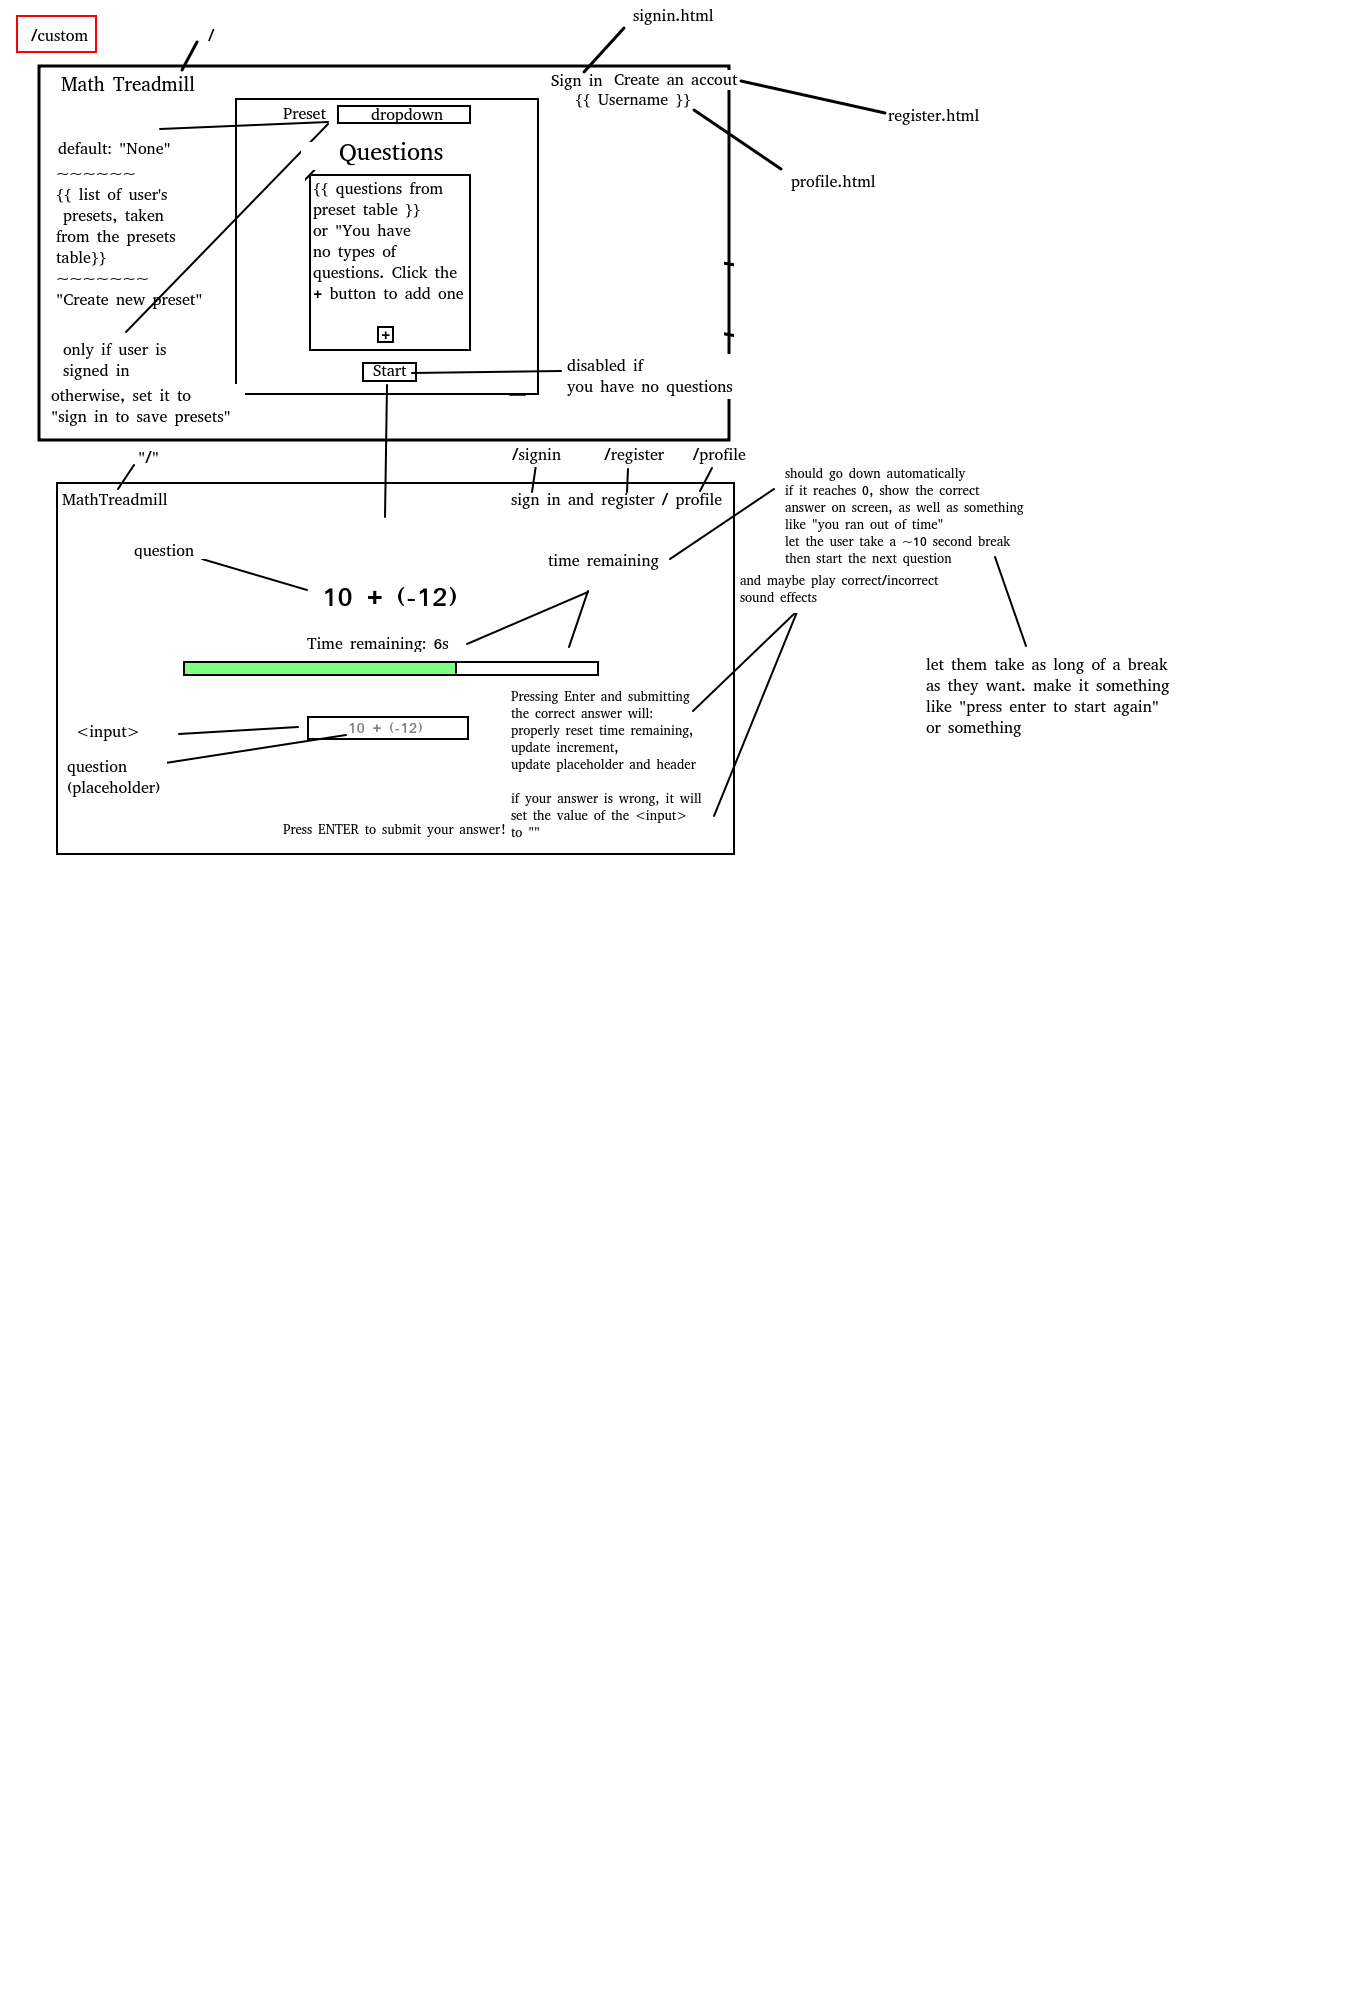 /custom
/
signin.html
Math Treadmill
Sign in Create an accout
{{ Username }}
register.html
profile.html
Preset
dropdown
default: "None"
~~~~~~
{{ list of user's
presets, taken
from the presets
table}}
~~~~~~~
"Create new preset"
only if user is
signed in
otherwise, set it to
"sign in to save presets"
Questions
{{ questions from
preset table }}
or "You have
no types of
questions. Click the
+ button to add one
+
Start
disabled if
you have no questions
"/"
/signin
/register
/profile
MathTreadmill
sign in and register / profile
should go down automatically
if it reaches 0, show the correct
answer on screen, as well as something
like "you ran out of time"
let the user take a ~10 second break
then start the next question
and maybe play correct/incorrect
sound effects
let them take as long of a break
as they want. make it something
like "press enter to start again"
or something
question
time remaining
10 + (-12)
Time remaining: 6s
<input>
10 + (-12)
question
(placeholder)
Pressing Enter and submitting
the correct answer will:
properly reset time remaining,
update increment,
update placeholder and header
if your answer is wrong, it will
set the value of the <input>
to ""
Press ENTER to submit your answer!